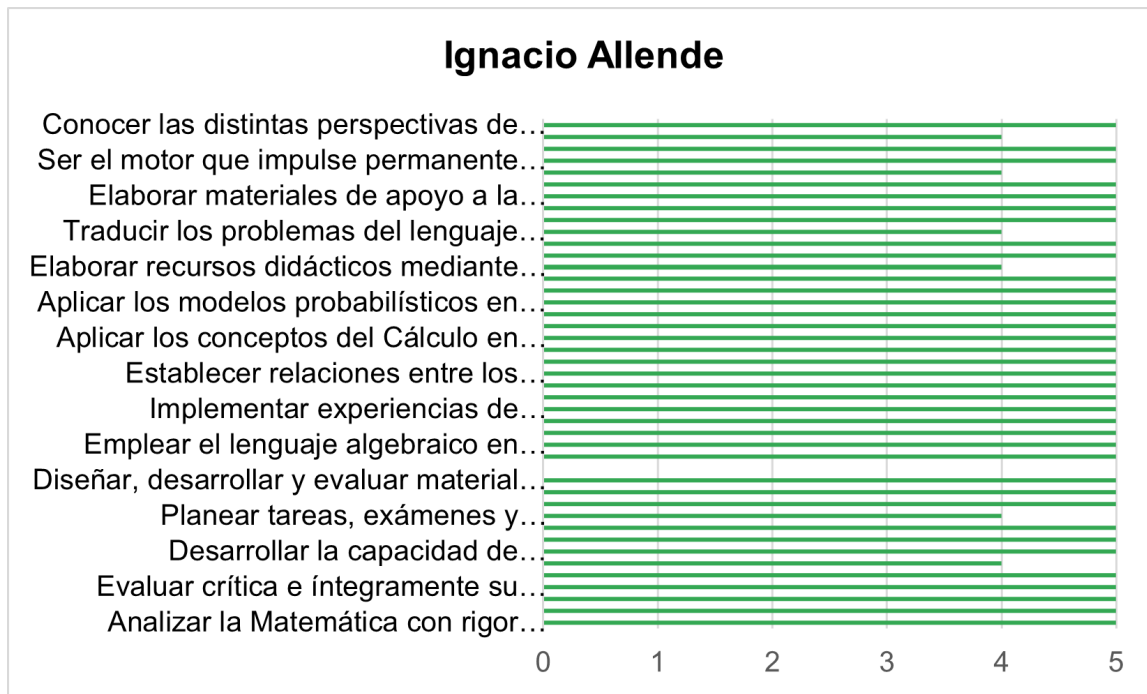 Ignacio Allende
Conocer las distintas perspectivas de…
Ser el motor que impulse permanente…
Elaborar materiales de apoyo a la…
Traducir los problemas del lenguaje…
Elaborar recursos didácticos mediante…
Aplicar los modelos probabilísticos en…
Aplicar los conceptos del Cálculo en…
Establecer relaciones entre los…
Implementar experiencias de…
Emplear el lenguaje algebraico en…
Diseñar, desarrollar y evaluar material…
Planear tareas, exámenes y…
Desarrollar la capacidad de…
Evaluar crítica e íntegramente su…
Analizar la Matemática con rigor…
0 1 2 3 4 5